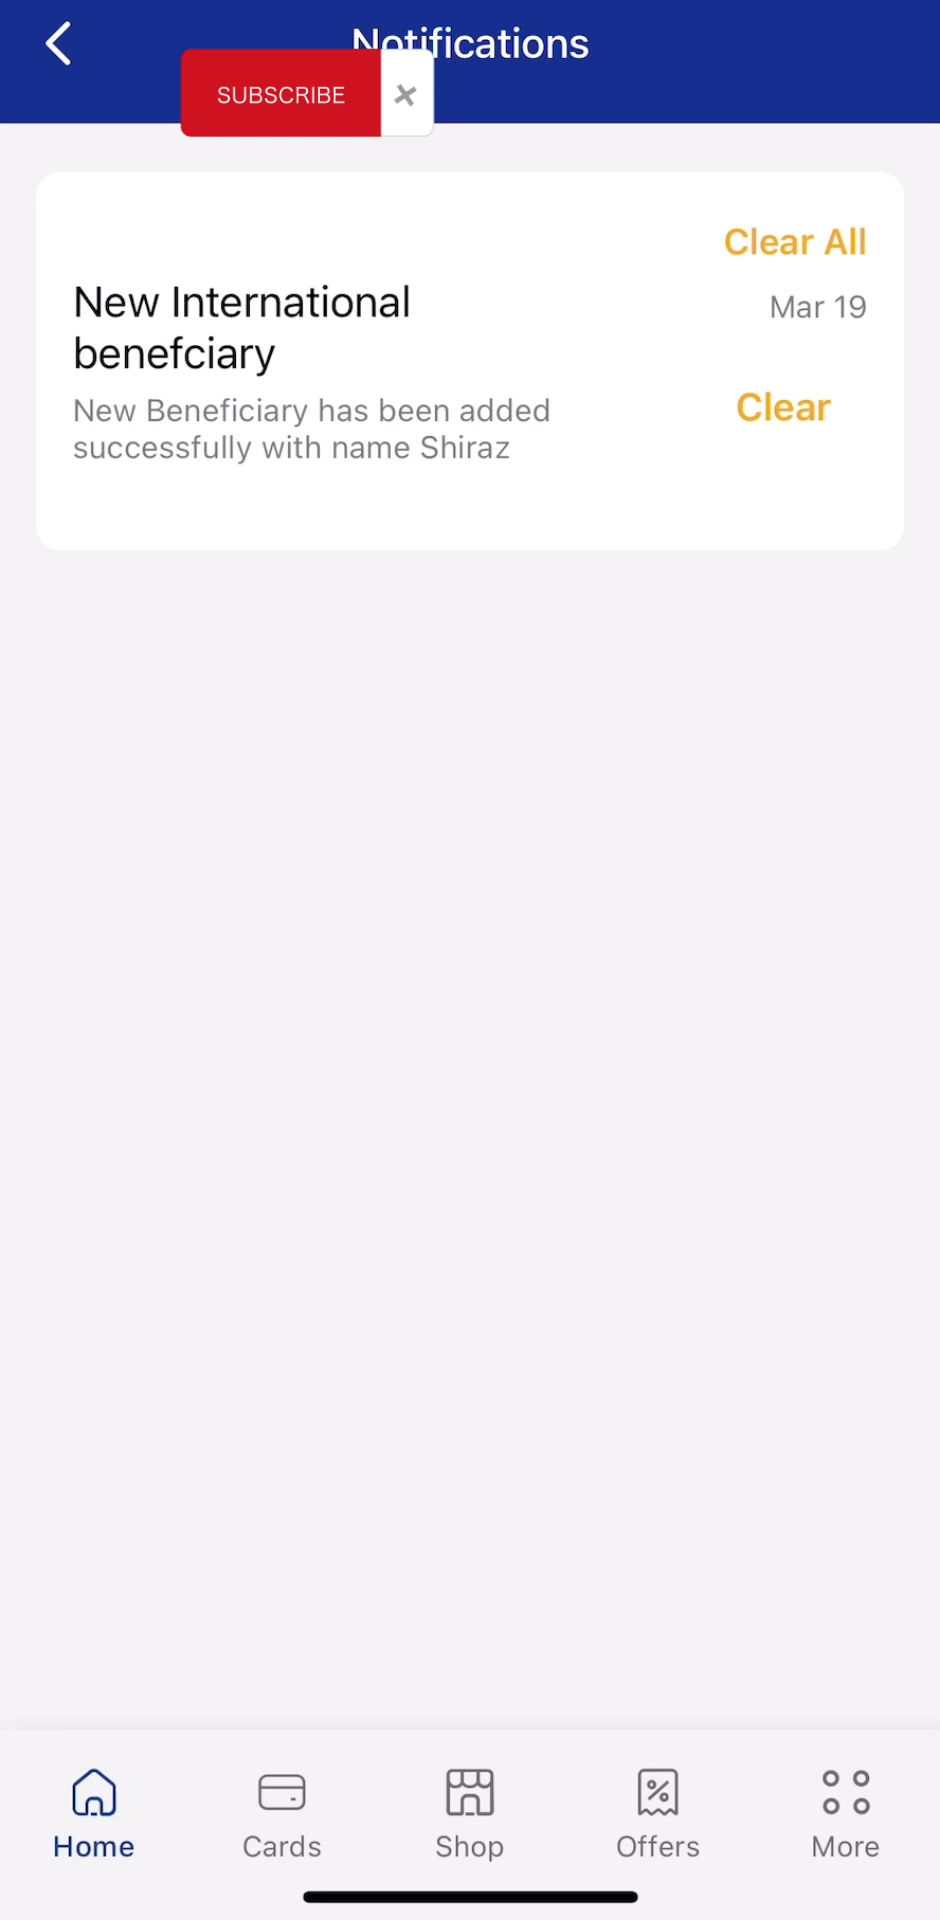 Notifications
SUBSCRIBE
Clear All
New International
benefciary
Mar 19
New Beneficiary has been added
successfully with name Shiraz
Clear
Home
Cards
Shop
Offers
More